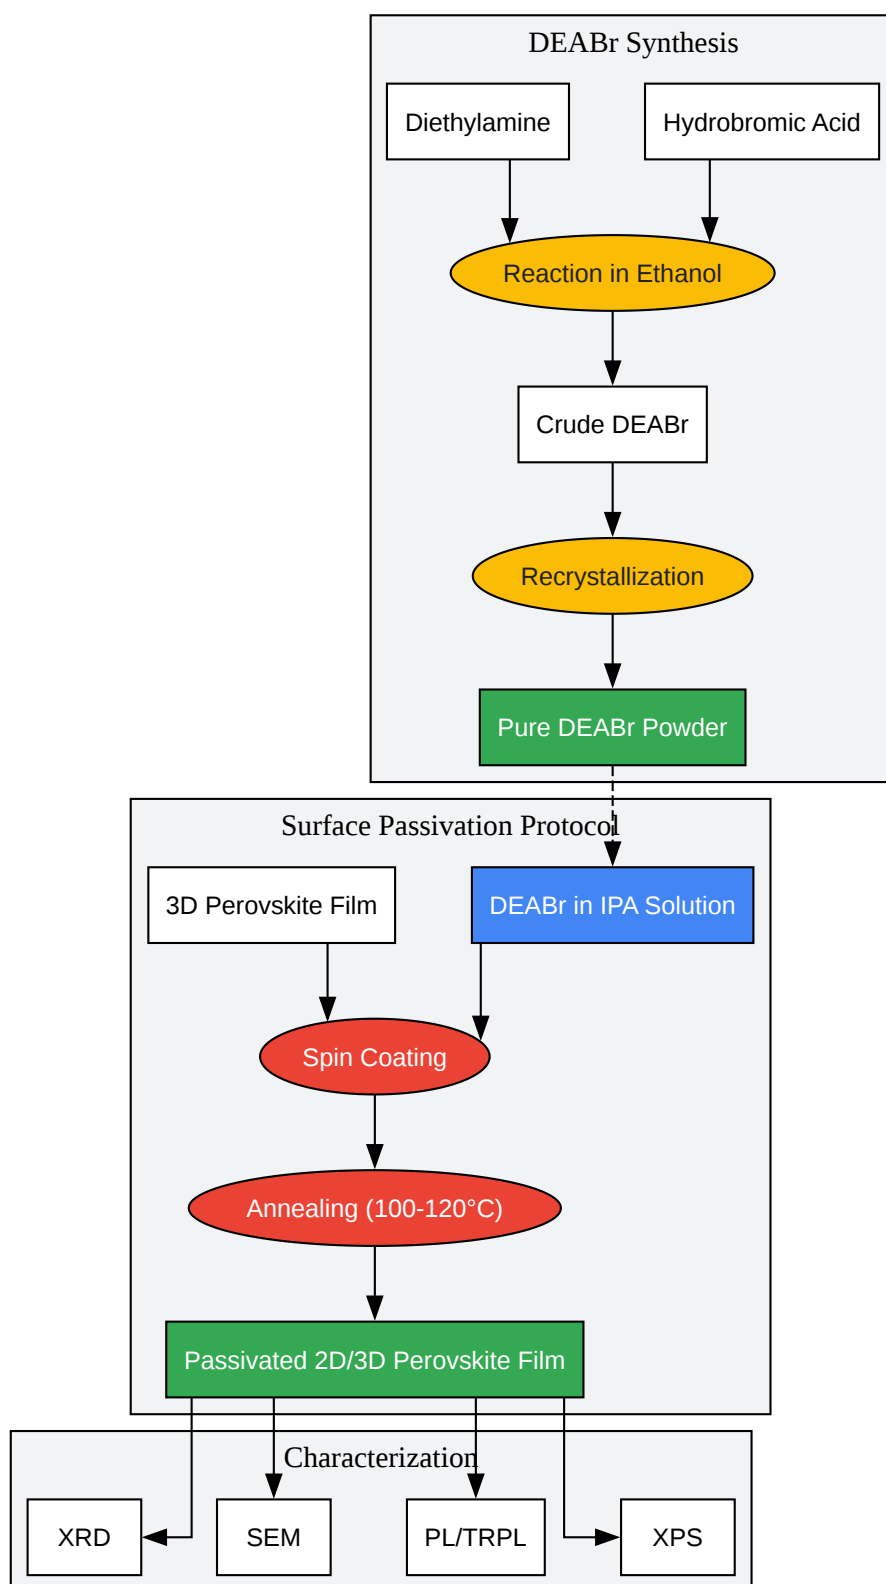 DEABr Synthesis
Diethylamine
Hydrobromic Acid
Reaction in Ethanol
Crude DEABr
Recrystallization
Pure DEABr Powder
Surface Passivation Protocol
3D Perovskite Film
DEABr in IPA Solution
Spin Coating
Annealing (100-120°C)
Passivated 2D/3D Perovskite Film
Characterization
XRD
SEM
PL/TRPL
XPS